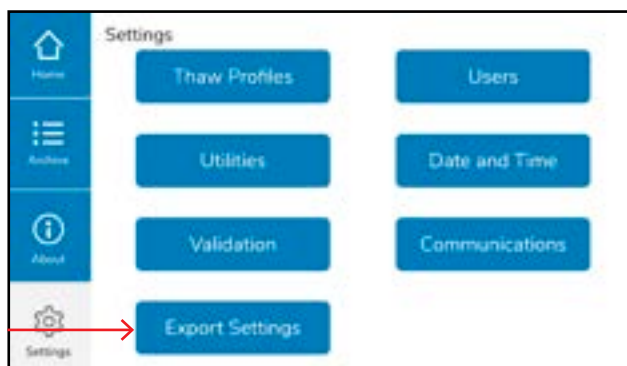 Settings
Home
Thaw Profiles
Users
Archive
Utilities
Date and Time
About
Validation
Communications
Settings
Export Settings